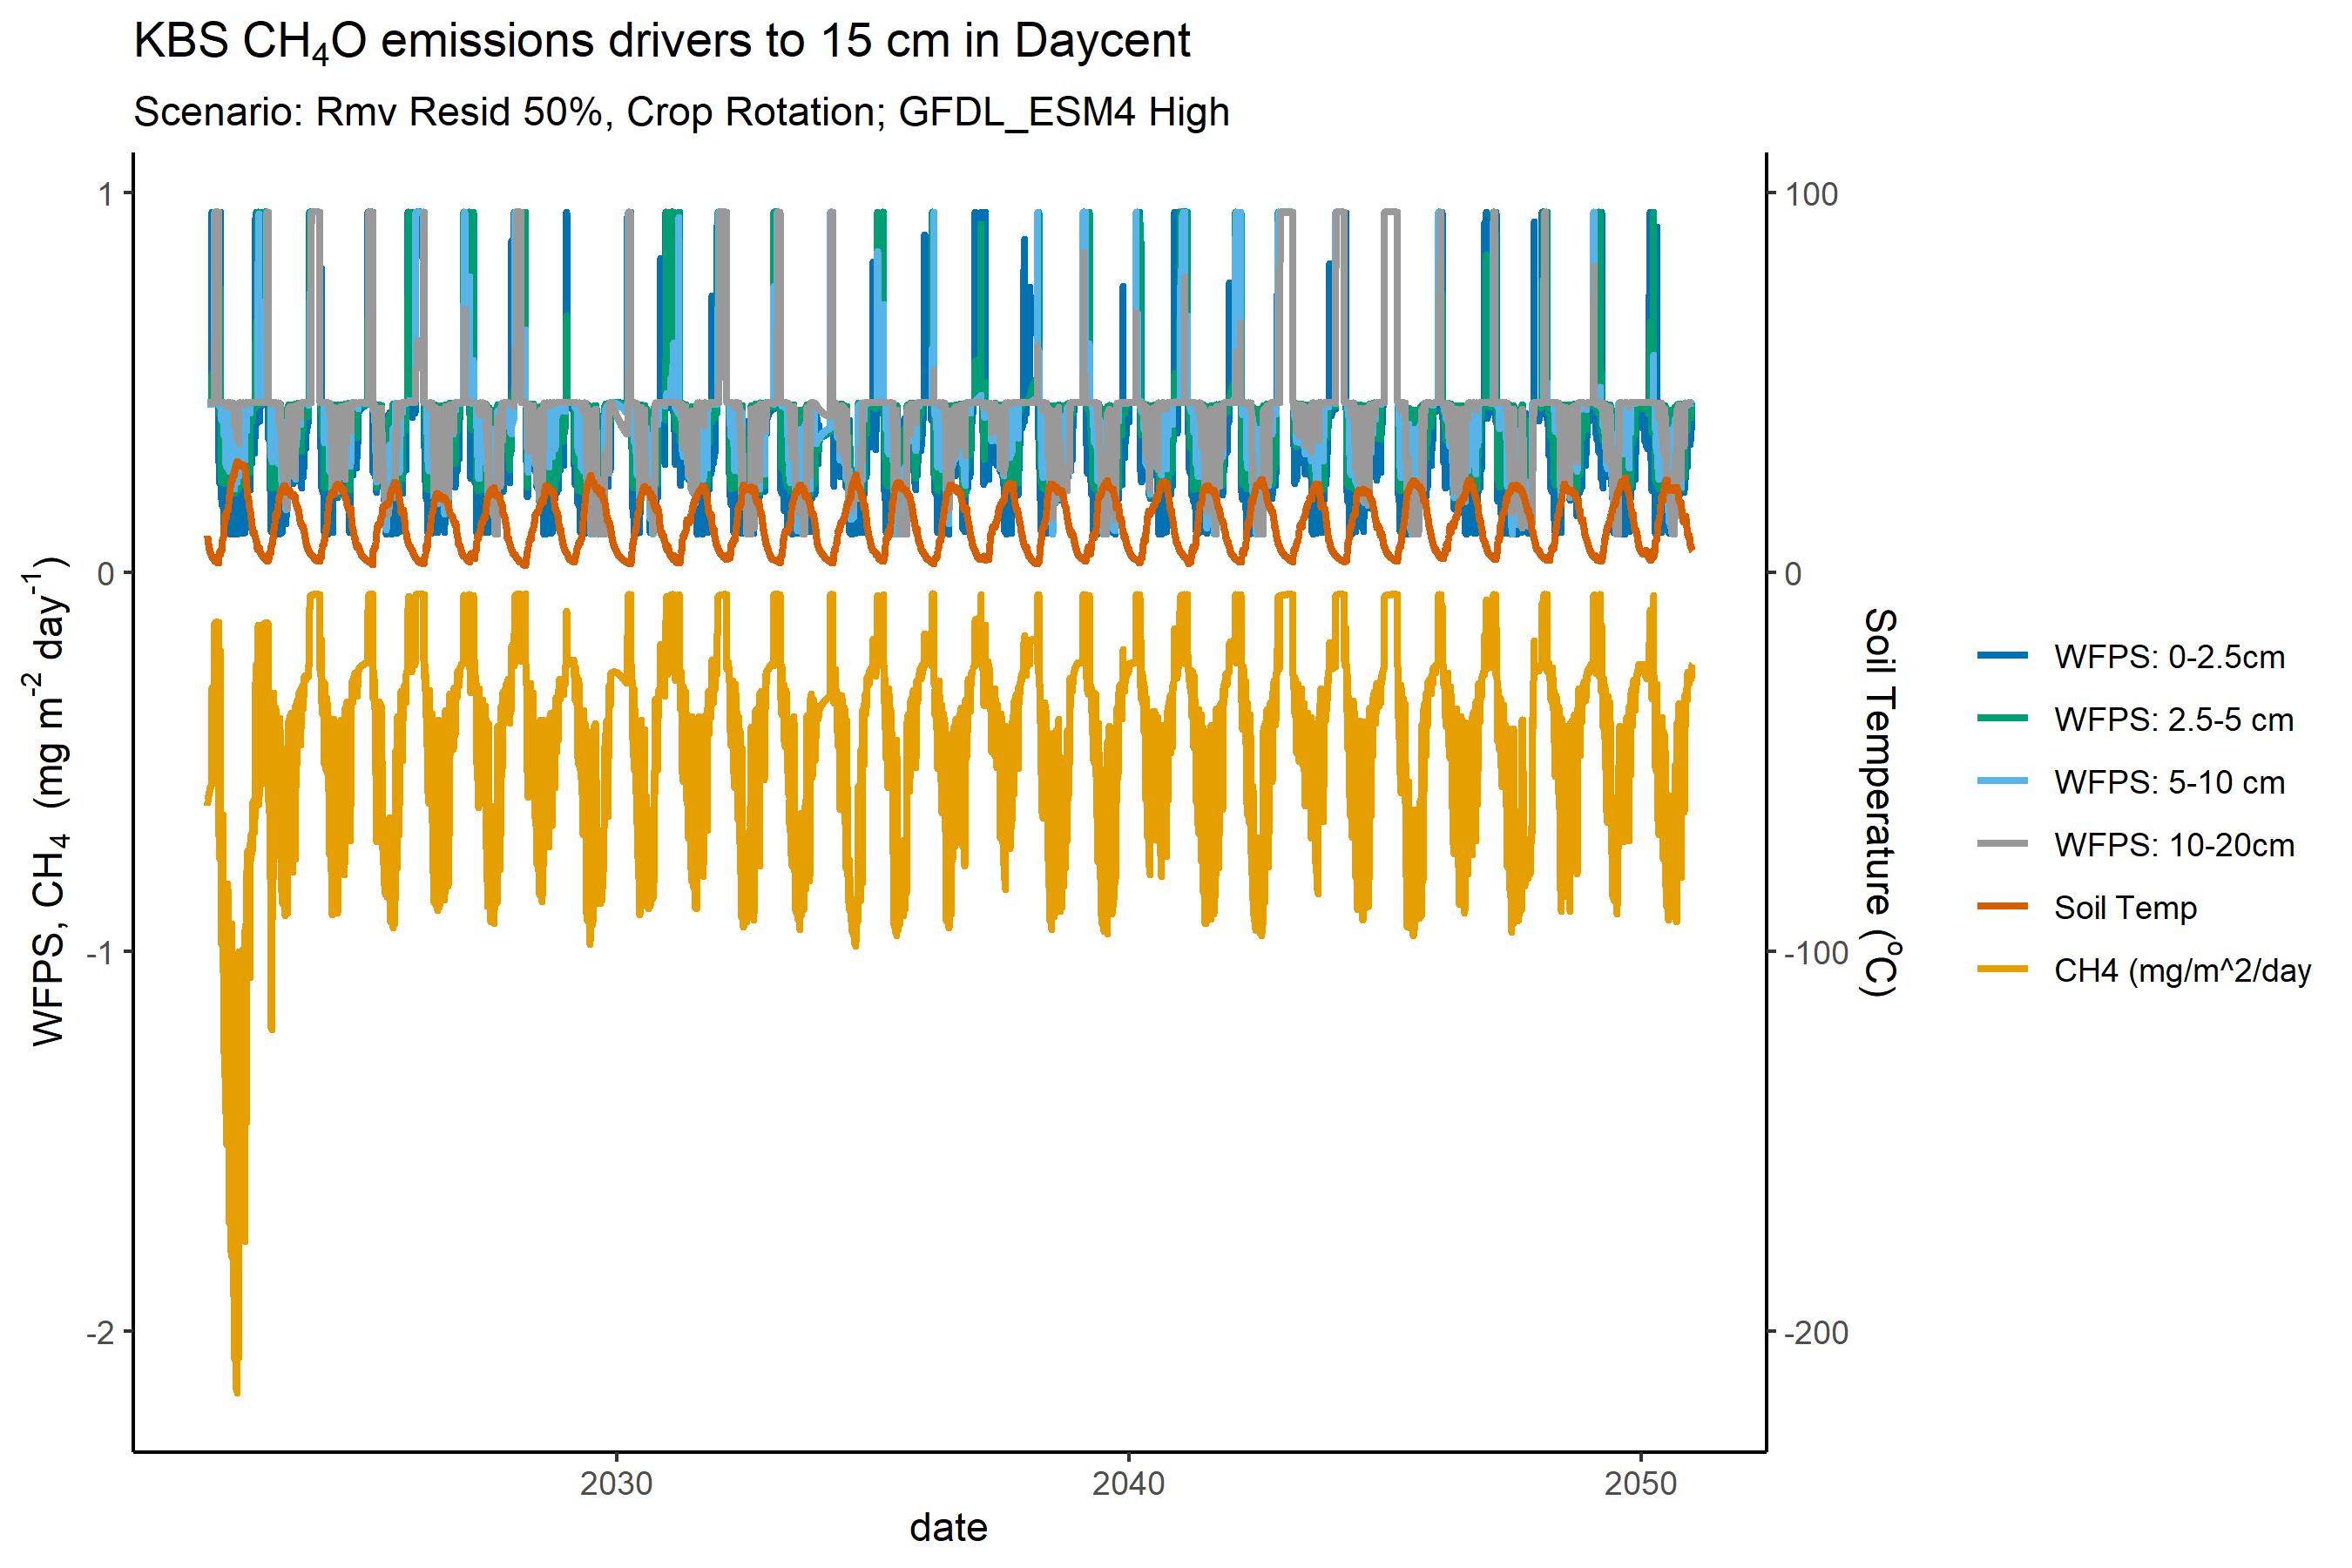 KBS CH₄O emissions drivers to 15 cm in Daycent
Scenario: Rmv Resid 50%, Crop Rotation; GFDL_ESM4 High
1
0
-1
-2
WFPS, CH₄ (mg m⁻² day⁻¹)
100
0
-100
-200
Soil Temperature (°C)
2030
2040
2050
date
WFPS: 0-2.5cm
WFPS: 2.5-5 cm
WFPS: 5-10 cm
WFPS: 10-20cm
Soil Temp
CH4 (mg/m^2/day